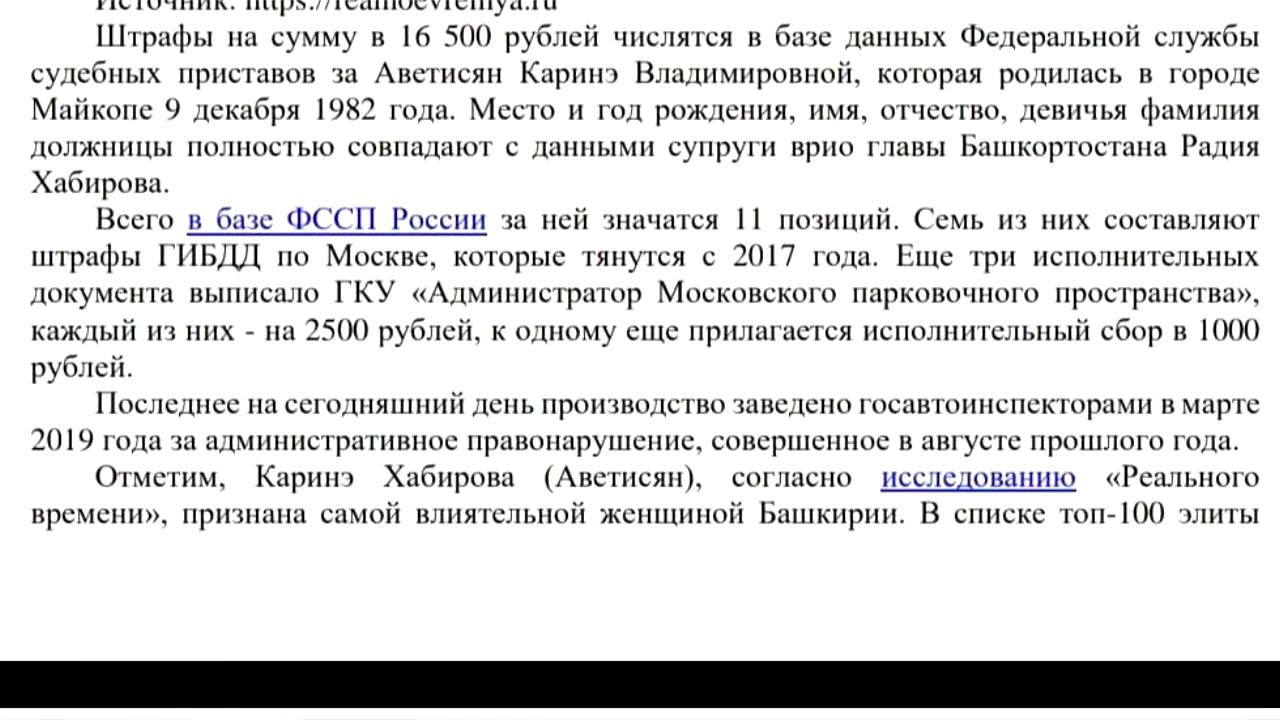 Источник: https://realnoevremya.ru
Штрафы на сумму в 16 500 рублей числятся в базе данных Федеральной службы
судебных приставов за Аветисян Каринэ Владимировной, которая родилась в городе
Майкопе 9 декабря 1982 года. Место и год рождения, имя, отчество, девичья фамилия
должницы полностью совпадают с данными супруги врио главы Башкортостана Радия
Хабирова.
Всего в базе ФССП России за ней значатся 11 позиций. Семь из них составляют
штрафы ГИБДД по Москве, которые тянутся с 2017 года. Еще три исполнительных
документа выписало ГКУ «Администратор Московского парковочного пространства»,
каждый из них - на 2500 рублей, к одному еще прилагается исполнительный сбор в 1000
рублей.
Последнее на сегодняшний день производство заведено госавтоинспекторами в марте
2019 года за административное правонарушение, совершенное в августе прошлого года.
Отметим, Каринэ Хабирова (Аветисян), согласно исследованию «Реального
времени», признана самой влиятельной женщиной Башкирии. В списке топ-100 элиты